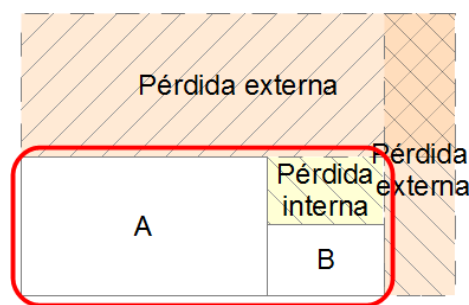 Pérdida externa
Pérdida
externa
Pérdida
interna
A
B